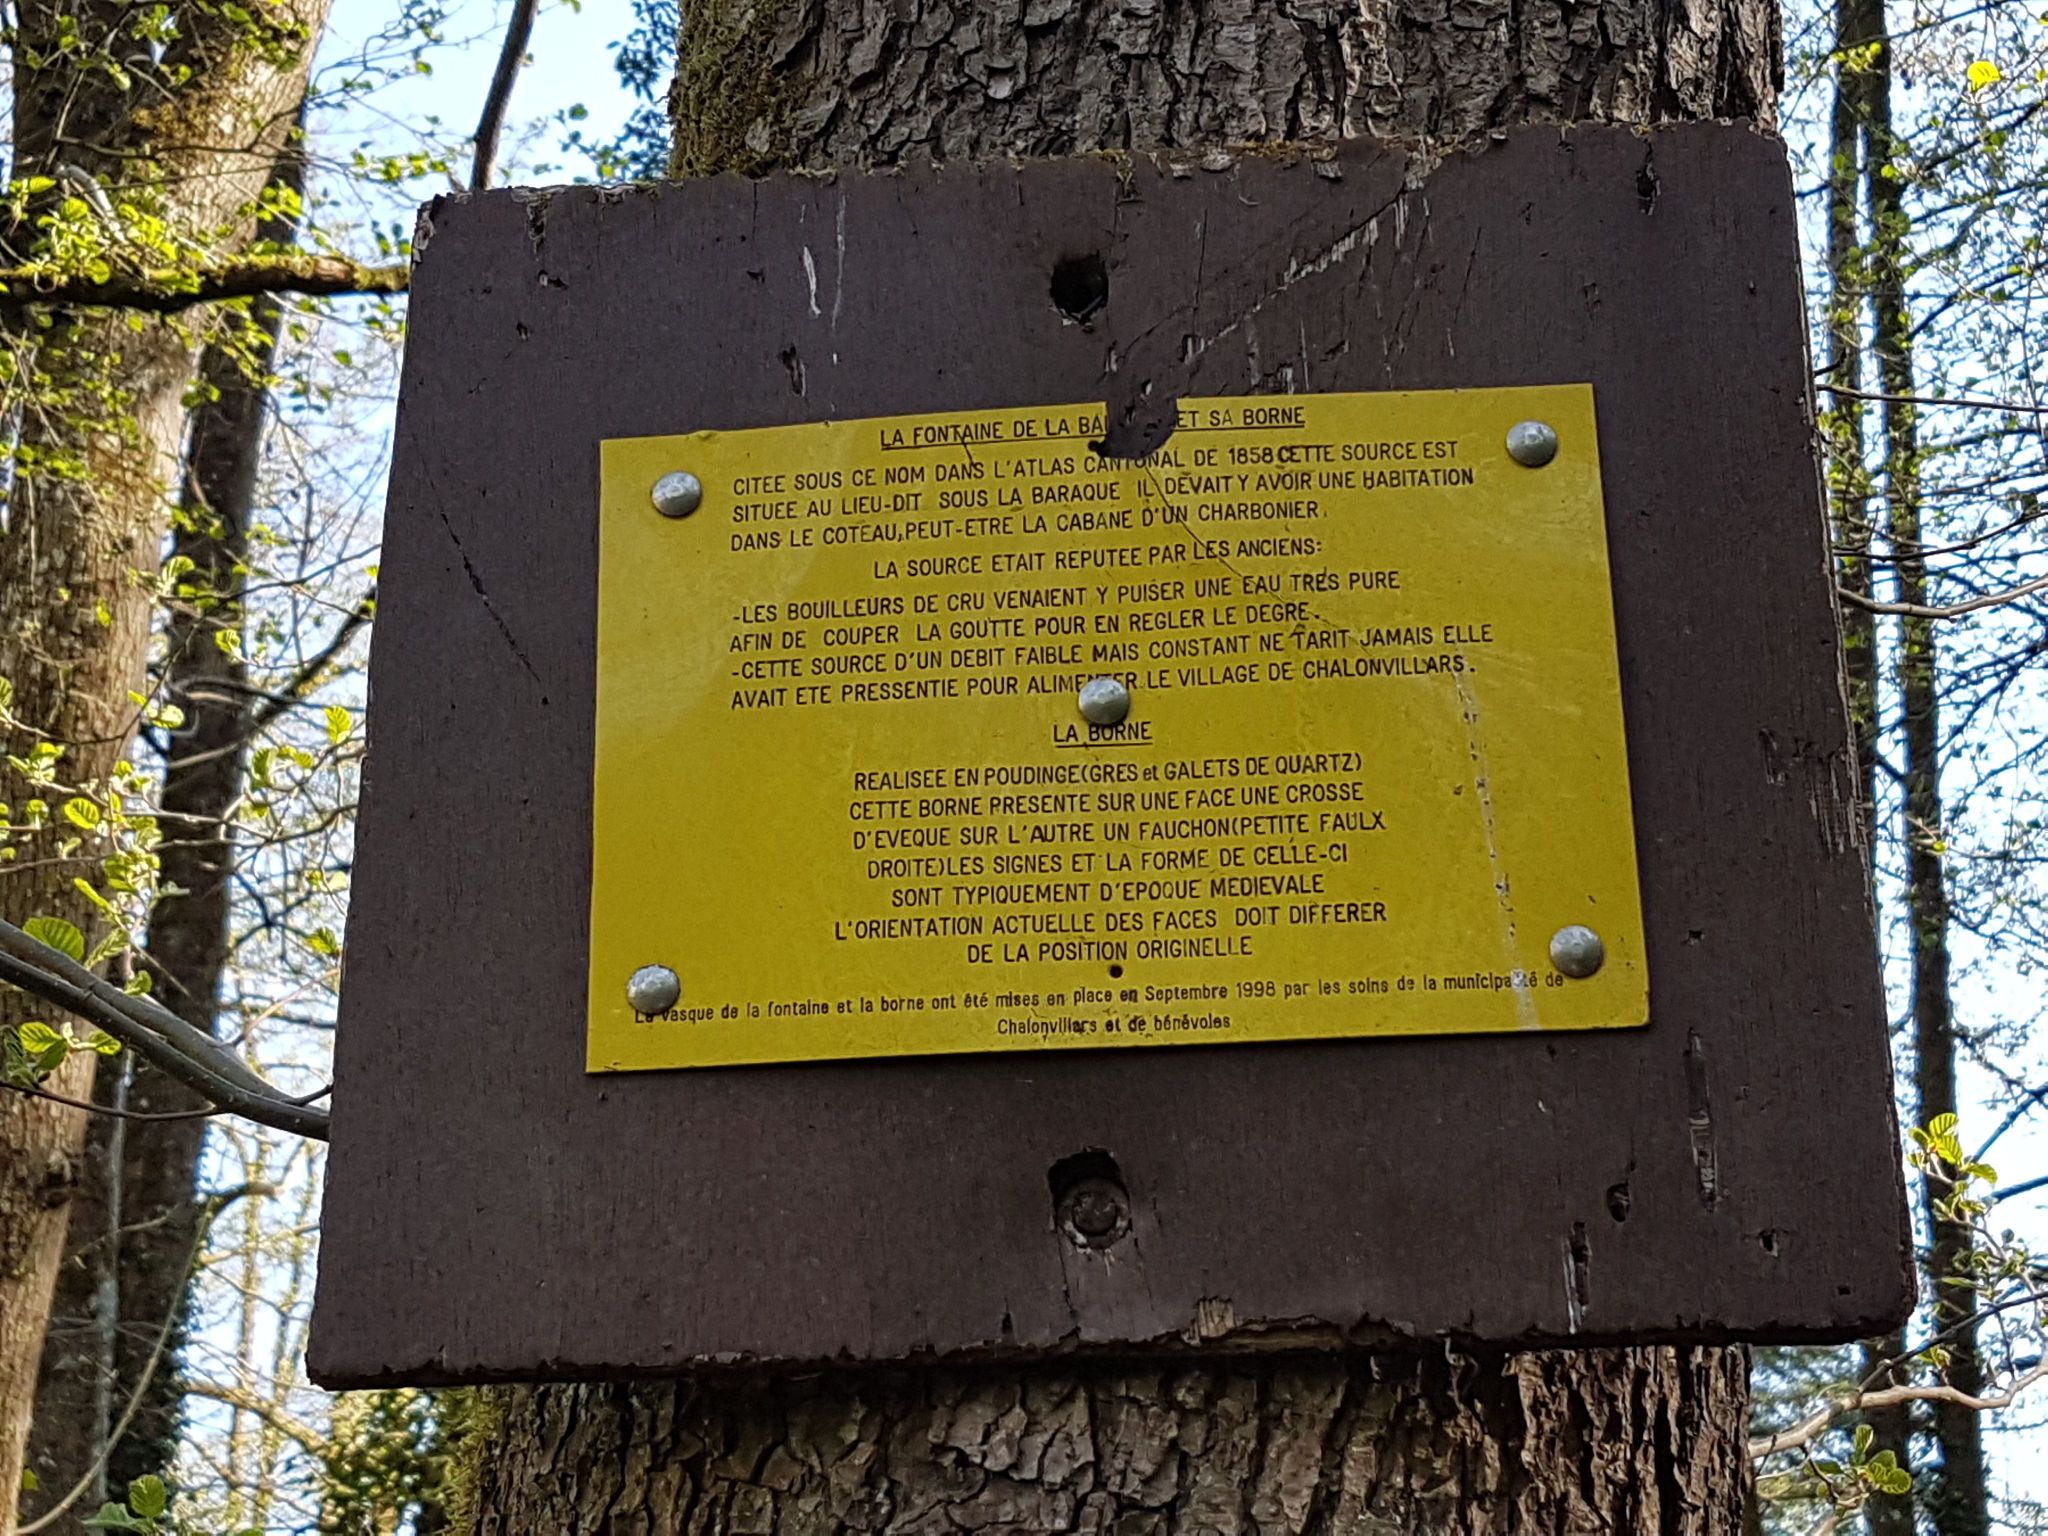 LA FONTAINE DE LA ET SA BORNE
CITEE SOUS CE NOM DANS L'ATLAS CANTONAL DE 1858 CETTE SOURCE EST
SITUEE AU LIEU-DIT SOUS LA BARAQUE IL DEVAIT Y AVOIR UNE HABITATION
DANS LE COTEAU, PEUT-ETRE LA CABANE D'UN CHARBONIER.
LA SOURCE ETAIT REPUTEE PAR LES ANCIENS:
-LES BOUILLEURS DE CRU VENAIENT Y PUISER UNE EAU TRES PURE
AFIN DE COUPER LA GOUTTE POUR EN REGLER LE DEGRE.
-CETTE SOURCE D'UN DEBIT FAIBLE MAIS CONSTANT NE TARIT JAMAIS ELLE
AVAIT ETE PRESSENTIE POUR ALIMENTER LE VILLAGE DE CHALONVILLARS.
LA BORNE
REALISEE EN POUDINGE(GRES et GALETS DE QUARTZ)
CETTE BORNE PRESENTE SUR UNE FACE UNE CROSSE
D'EVEQUE SUR L'AUTRE UN FAUCHON(PETITE FAULX
DROITE)LES SIGNES ET LA FORME DE CELLE-CI
SONT TYPIQUEMENT D'EPOQUE MEDIEVALE
L'ORIENTATION ACTUELLE DES FACES DOIT DIFFERER
DE LA POSITION ORIGINELLE
La vasque de la fontaine et la borne ont été mises en place en Septembre 1998 par les soins de la municipalité de
Chalonvillars et de bénévoles